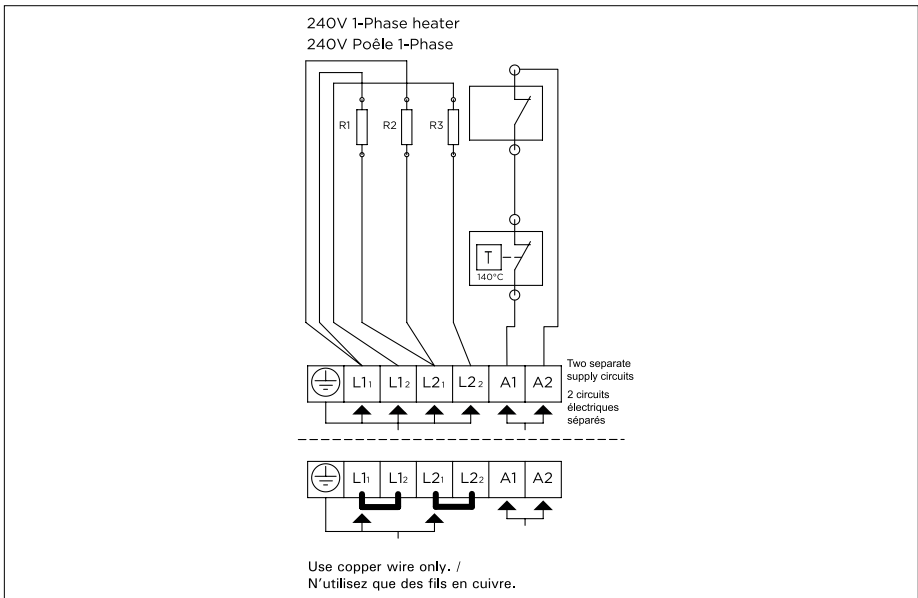 240V 1-Phase heater
240V Poêle 1-Phase
R1 R2 R3
T
140°C
L1₁ L1₂ L2₁ L2₂ A1 A2
Two separate
supply circuits
2 circuits
électriques
séparés
L1₁ L1₂ L2₁ L2₂ A1 A2
Use copper wire only. /
N'utilisez que des fils en cuivre.